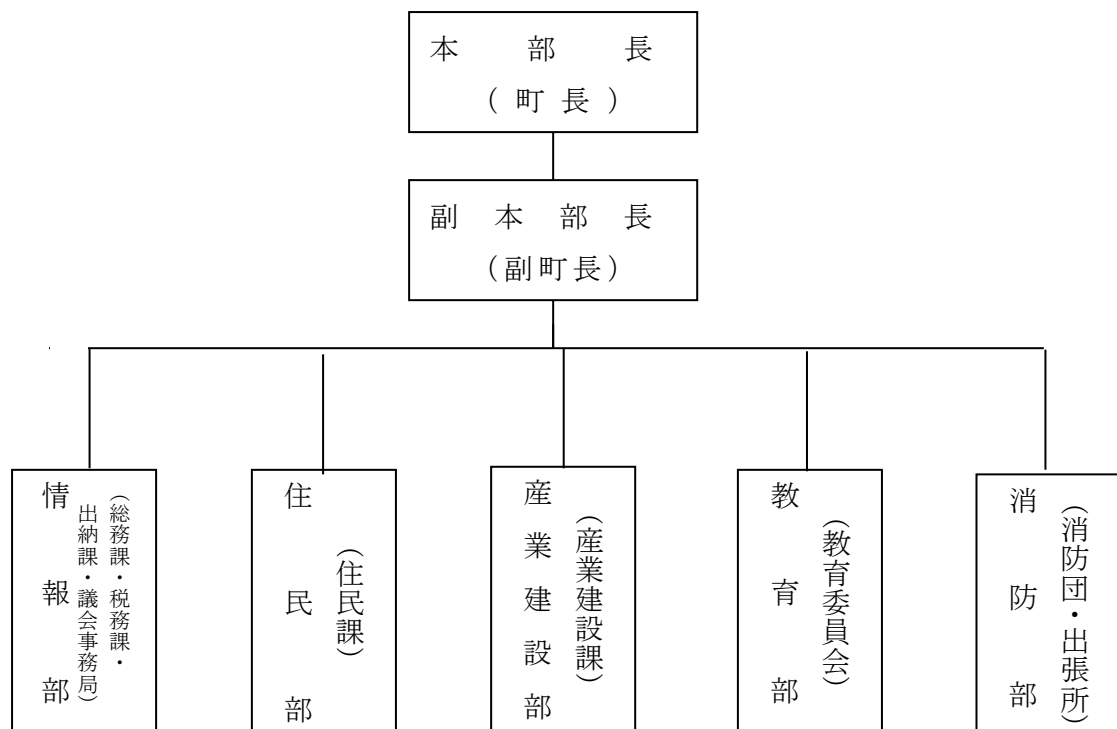 本部長
(町長)
副本部長
(副町長)
情報部
(総務課・税務課・
出納課・議会事務局)
住民部
(住民課)
産業建設部
(産業建設課)
教育部
(教育委員会)
消防部
(消防団・出張所)